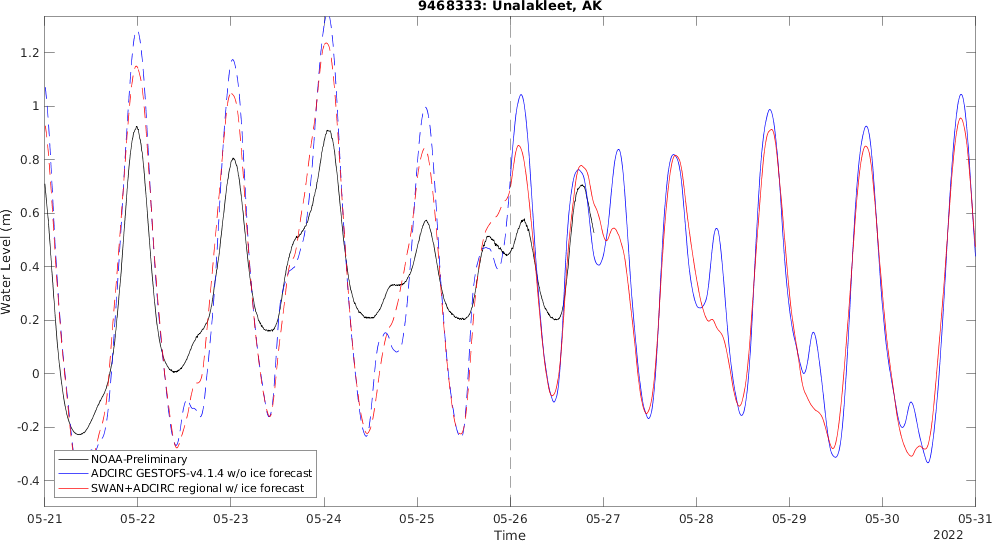 9468333: Unalakleet, AK
Water Level (m)
1.2
1
0.8
0.6
0.4
0.2
0
-0.2
-0.4
NOAA-Preliminary
ADCIRC GESTOFS-v4.1.4 w/o ice forecast
SWAN+ADCIRC regional w/ ice forecast
05-21 05-22 05-23 05-24 05-25 05-26 05-27 05-28 05-29 05-30 05-31
Time
2022